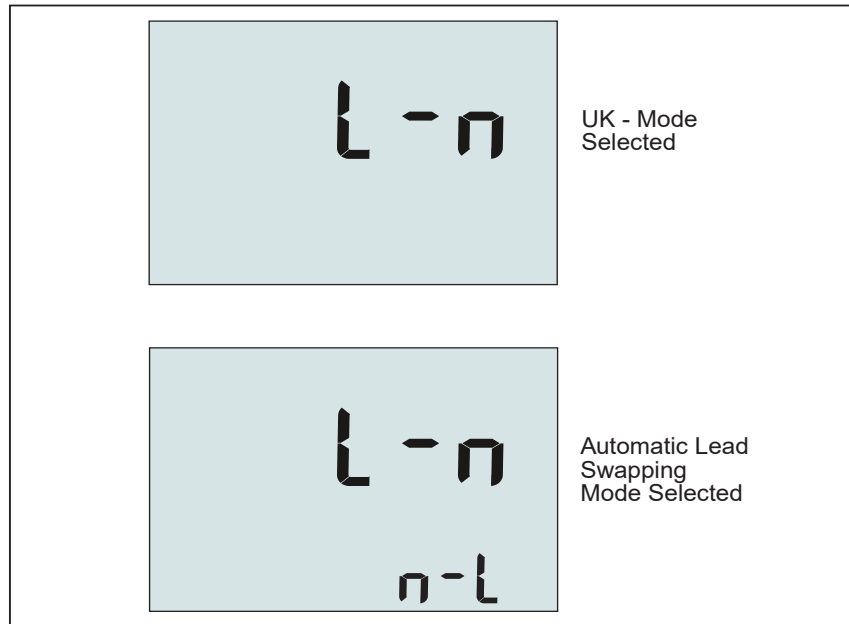 L-n
UK - Mode
Selected
L-n
n-L
Automatic Lead
Swapping
Mode Selected